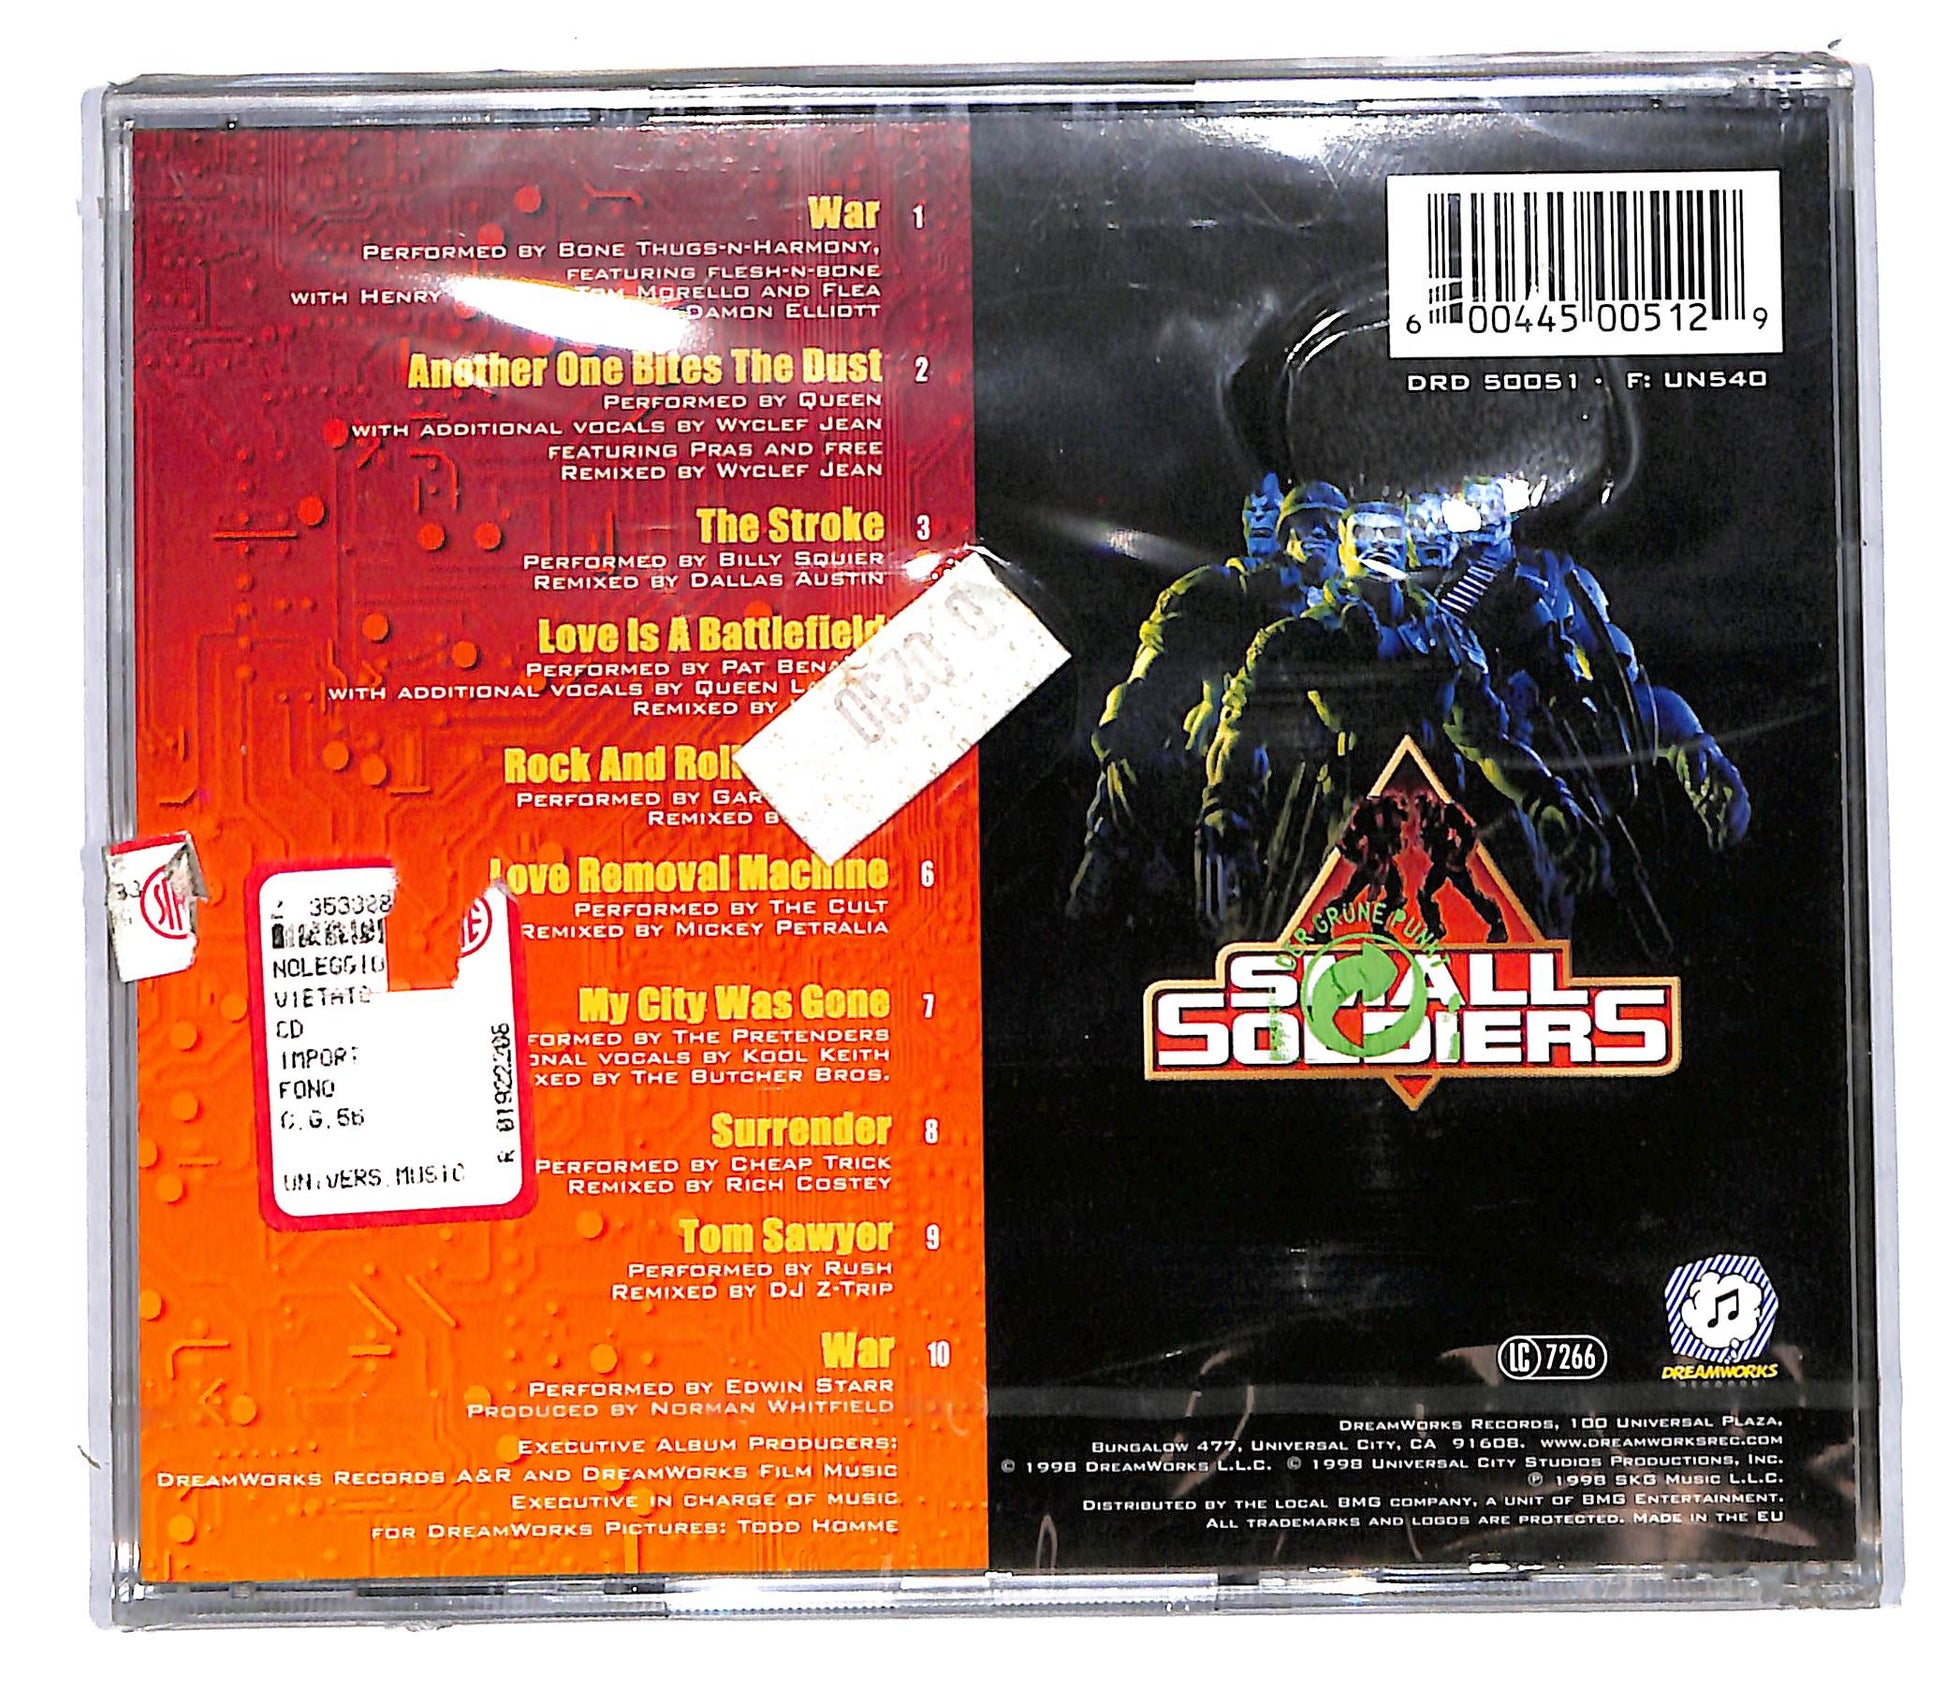 War 1
PERFORMED BY BONE THUGS-N-HARMONY,
FEATURING FLESH-N-BONE
WITH HENRY TOM MORELLO AND FLEA
DAMON ELLIOTT
Another One Bites The Dust 2
PERFORMED BY QUEEN
WITH ADDITIONAL VOCALS BY WYCLEF JEAN
FEATURING PRAS AND FREE
REMIXED BY WYCLEF JEAN
The Stroke 3
PERFORMED BY BILLY SQUIER
REMIXED BY DALLAS AUSTIN
Love Is A Battlefield
PERFORMED BY PAT
WITH ADDITIONAL VOCALS BY QUEEN
REMIXED BY
Rock And Roll
PERFORMED BY
REMIXED
Love Removal Machine 6
PERFORMED BY THE CULT
REMIXED BY MICKEY PETRALIA
My City Was Gone 7
BY THE PRETENDERS
VOCALS BY KOOL KEITH
BY THE BUTCHER BROS.
Surrender 8
PERFORMED BY CHEAP TRICK
REMIXED BY RICH COSTEY
Tom Sawyer 9
PERFORMED BY RUSH
REMIXED BY DJ Z-TRIP
War 10
PERFORMED BY EDWIN STARR
PRODUCED BY NORMAN WHITFIELD
EXECUTIVE ALBUM PRODUCERS:
DREAMWORKS RECORDS A&R AND DREAMWORKS FILM MUSIC
EXECUTIVE IN CHARGE OF MUSIC
FOR DREAMWORKS PICTURES: TODD HOMME
NOLEGGIO
VIETATO
CD
IMPORT
FONO
C.G.56
UNIVERS.MUSIC
R 01922208
6 00445 00512 9
DRD 50051 · F: UN540
DER GRÜNE PUNKT
SMALL
SOLDIERS
LC 7266
DREAMWORKS
RECORDS
DREAMWORKS RECORDS, 100 UNIVERSAL PLAZA,
BUNGALOW 477, UNIVERSAL CITY, CA 91608. WWW.DREAMWORKSREC.COM
© 1998 DREAMWORKS L.L.C. © 1998 UNIVERSAL CITY STUDIOS PRODUCTIONS, INC.
℗ 1998 SKG MUSIC L.L.C.
DISTRIBUTED BY THE LOCAL BMG COMPANY, A UNIT OF BMG ENTERTAINMENT.
ALL TRADEMARKS AND LOGOS ARE PROTECTED. MADE IN THE EU